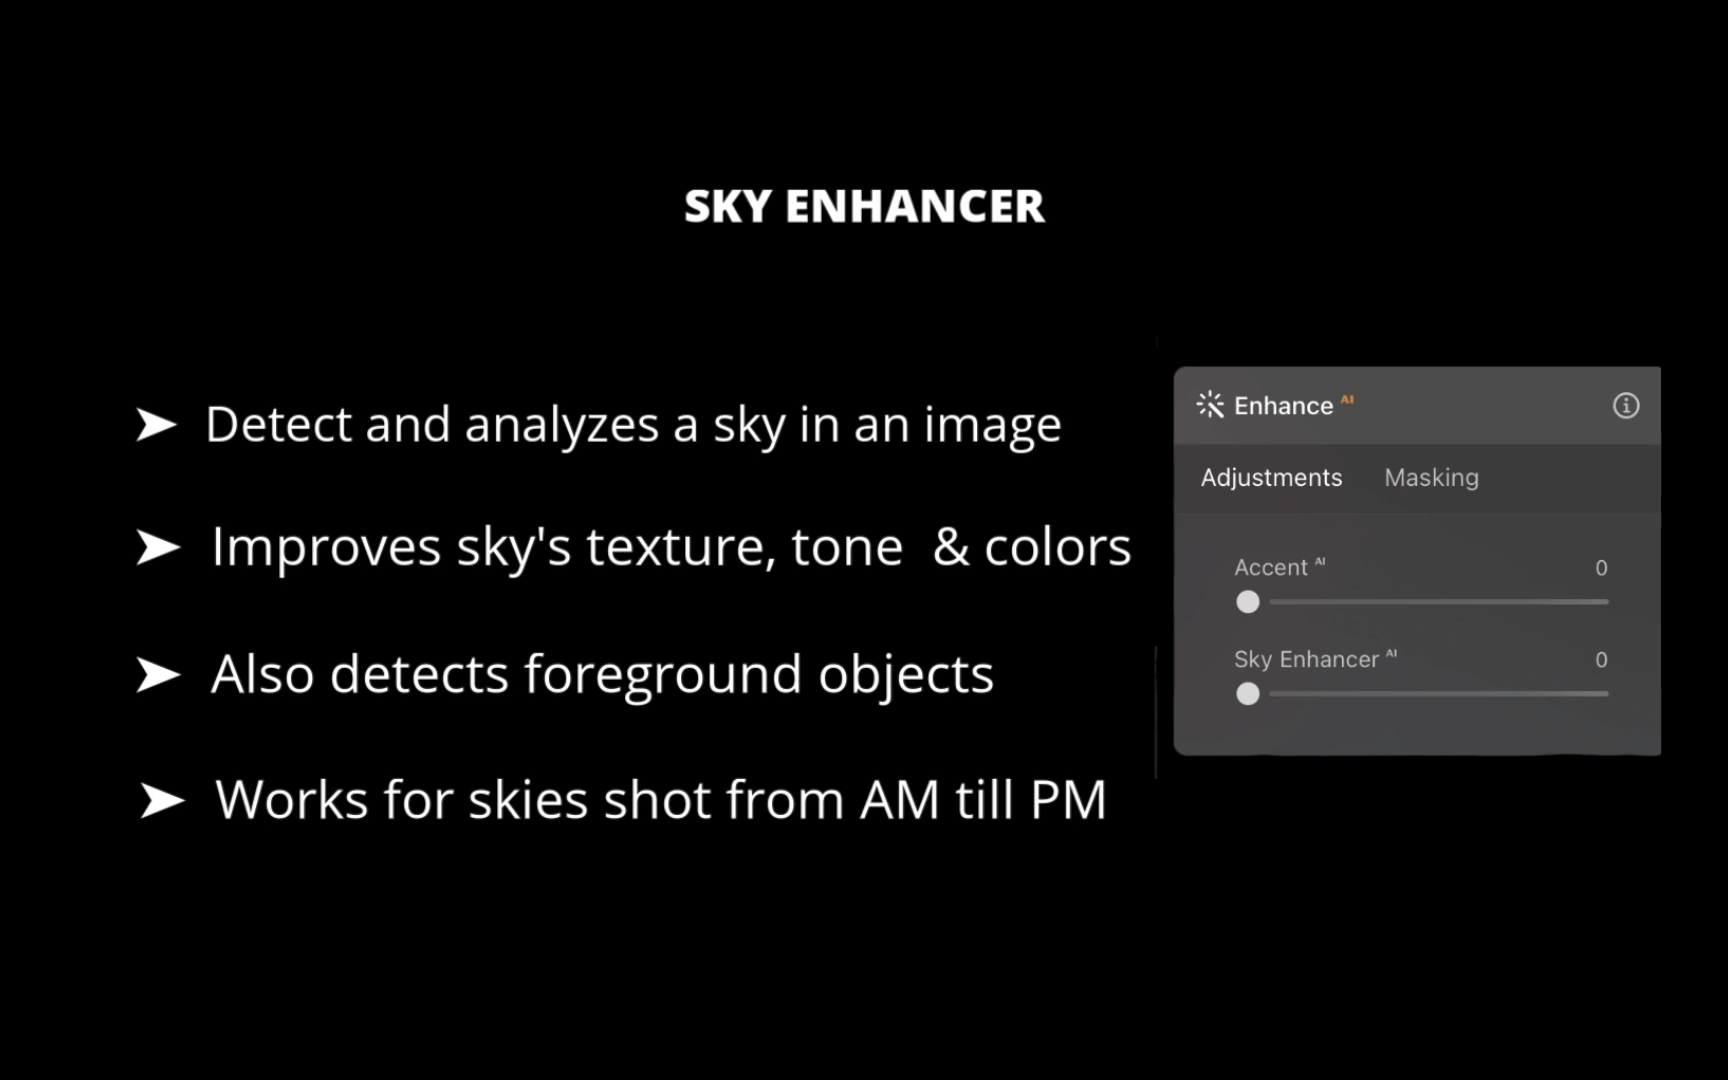 SKY ENHANCER
➤ Detect and analyzes a sky in an image
➤ Improves sky's texture, tone  & colors
➤ Also detects foreground objects
➤ Works for skies shot from AM till PM
Enhance AI
Adjustments Masking
Accent AI 0
Sky Enhancer AI 0